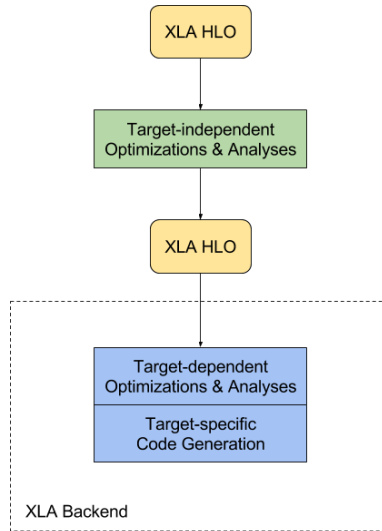 XLA HLO
Target-independent
Optimizations & Analyses
XLA HLO
Target-dependent
Optimizations & Analyses
Target-specific
Code Generation
XLA Backend